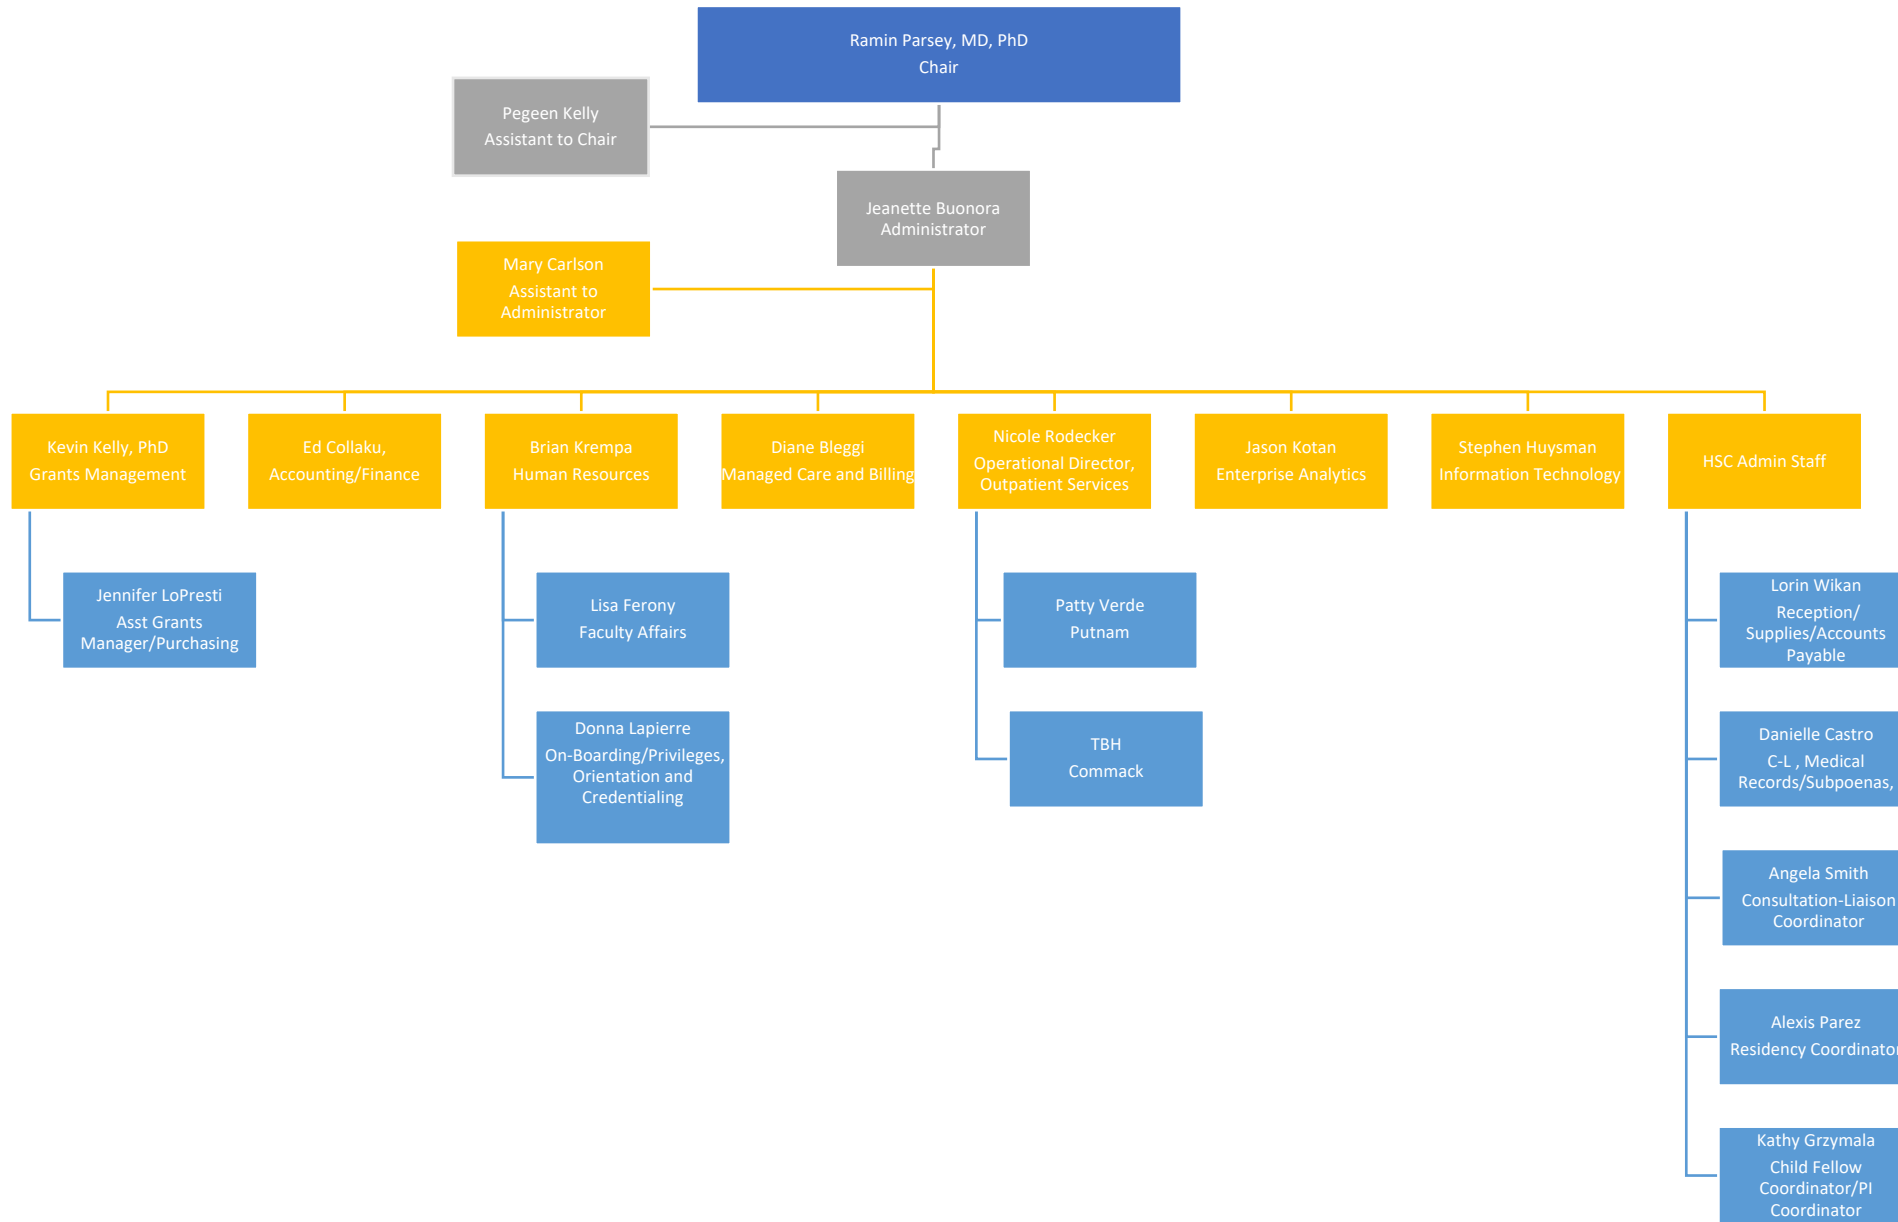 Ramin Parsey, MD, PhD
Chair
Pegeen Kelly
Assistant to Chair
Jeanette Buonora
Administrator
Mary Carlson
Assistant to
Administrator
Kevin Kelly, PhD
Grants Management
Ed Collaku,
Accounting/Finance
Brian Krempa
Human Resources
Diane Bleggi
Managed Care and Billing
Nicole Rodecker
Operational Director,
Outpatient Services
Jason Kotan
Enterprise Analytics
Stephen Huysman
Information Technology
HSC Admin Staff
Jennifer LoPresti
Asst Grants
Manager/Purchasing
Lisa Ferony
Faculty Affairs
Donna Lapierre
On-Boarding/Privileges,
Orientation and
Credentialing
Patty Verde
Putnam
TBH
Commack
Lorin Wikan
Reception/
Supplies/Accounts
Payable
Danielle Castro
C-L , Medical
Records/Subpoenas,
Angela Smith
Consultation-Liaison
Coordinator
Alexis Parez
Residency Coordinator
Kathy Grzymala
Child Fellow
Coordinator/PI
Coordinator